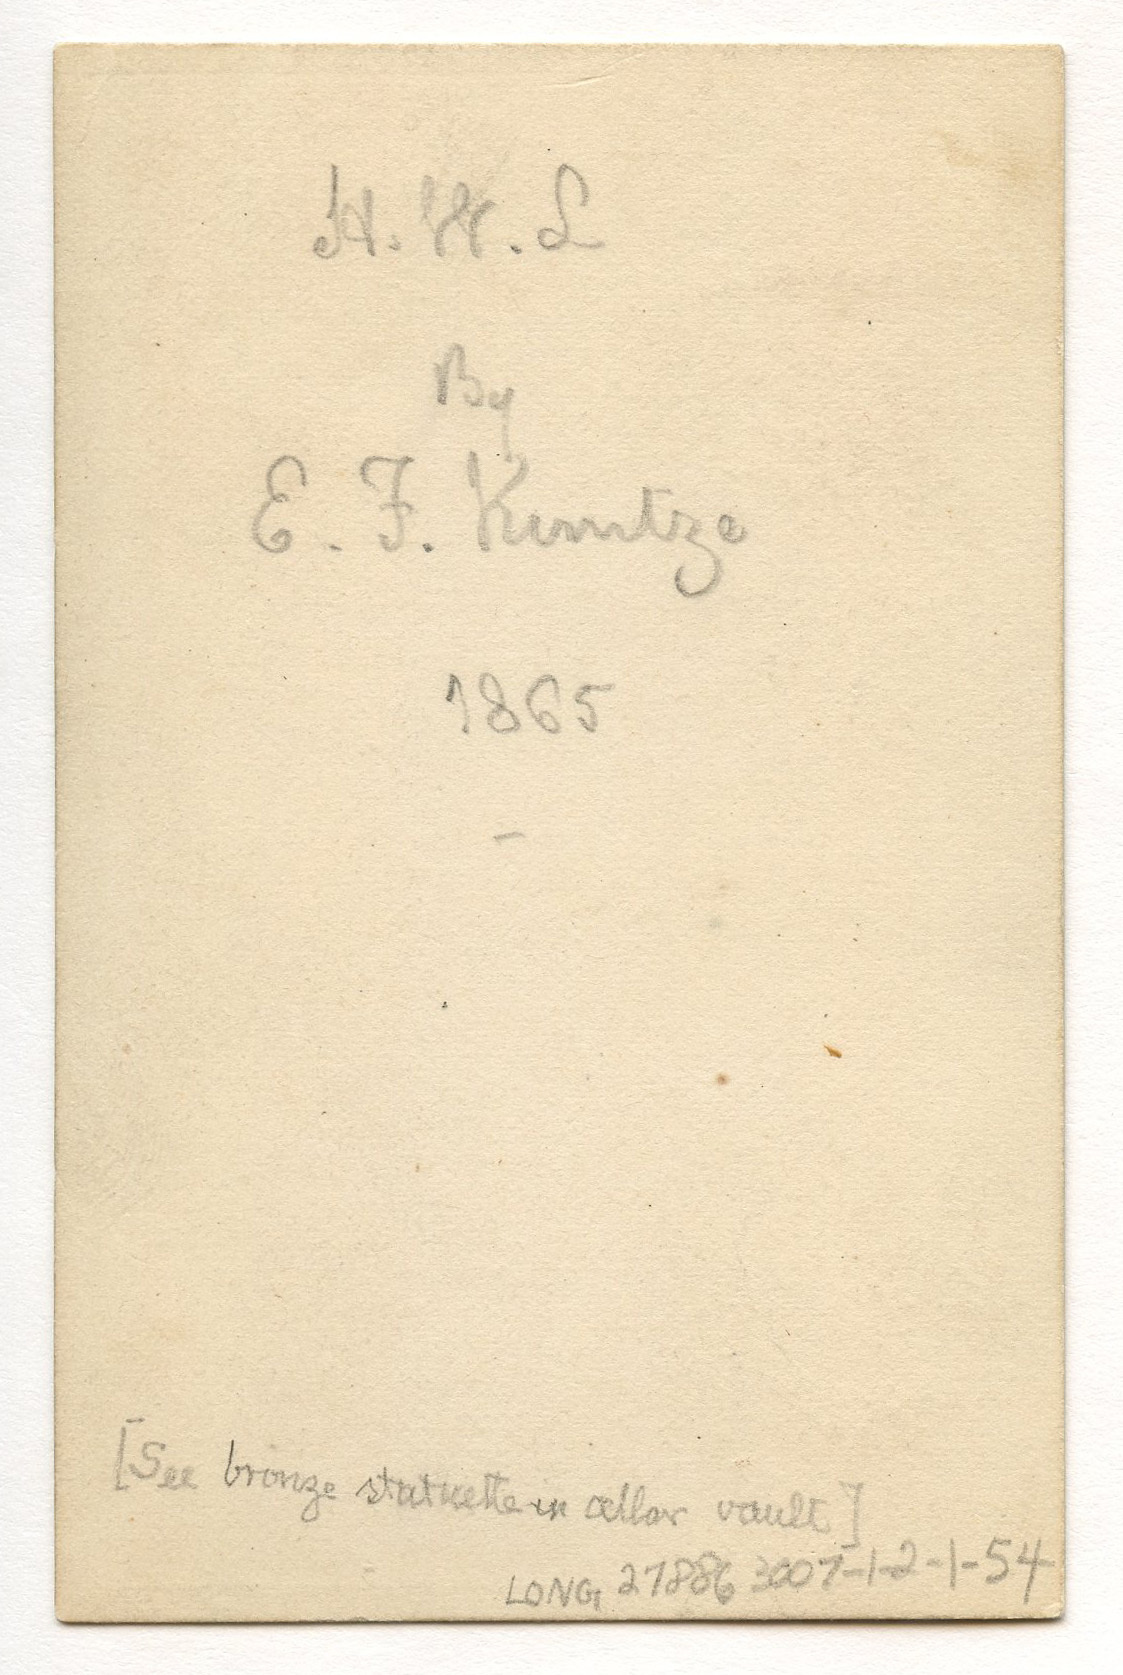 H. W. L
By
E. F. Kuntze
1865
-
[See bronze statuette in cellar vault]
LONG 27886 3007-1-2-1-54